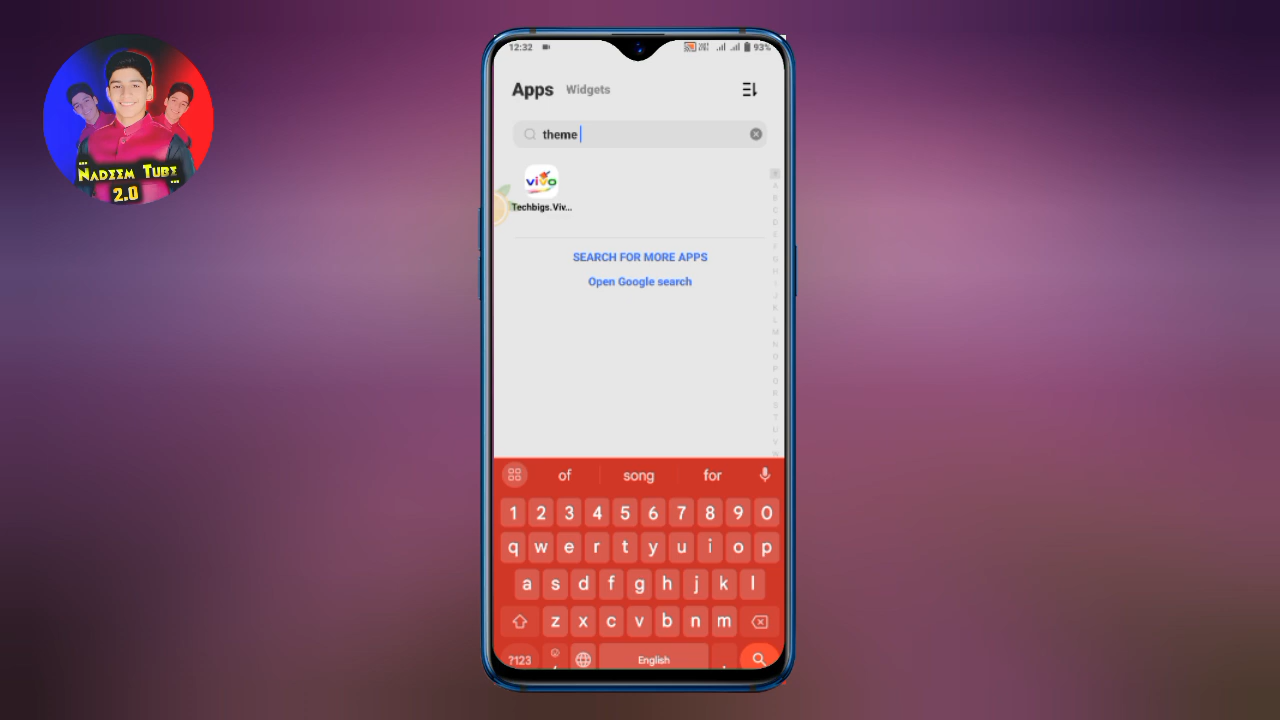 ... NADEEM TUBE ...
2.0
12:32 93%
Apps Widgets
theme
vivo
Techbigs.Viv...
SEARCH FOR MORE APPS
Open Google search
A
B
C
D
E
F
G
H
I
J
K
L
M
N
O
P
Q
R
S
T
U
V
W
of song for
1 2 3 4 5 6 7 8 9 0
q w e r t y u i o p
a s d f g h j k l
z x c v b n m
?123 , English .